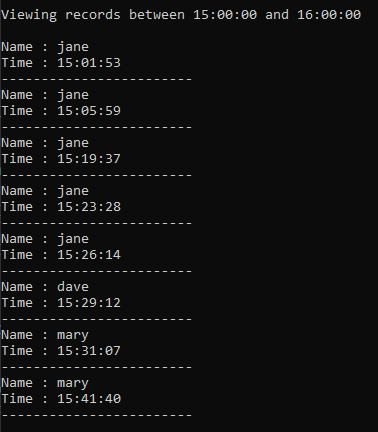 Viewing records between 15:00:00 and 16:00:00
Name : jane
Time : 15:01:53
------------------------
Name : jane
Time : 15:05:59
------------------------
Name : jane
Time : 15:19:37
------------------------
Name : jane
Time : 15:23:28
------------------------
Name : jane
Time : 15:26:14
------------------------
Name : dave
Time : 15:29:12
------------------------
Name : mary
Time : 15:31:07
------------------------
Name : mary
Time : 15:41:40
------------------------